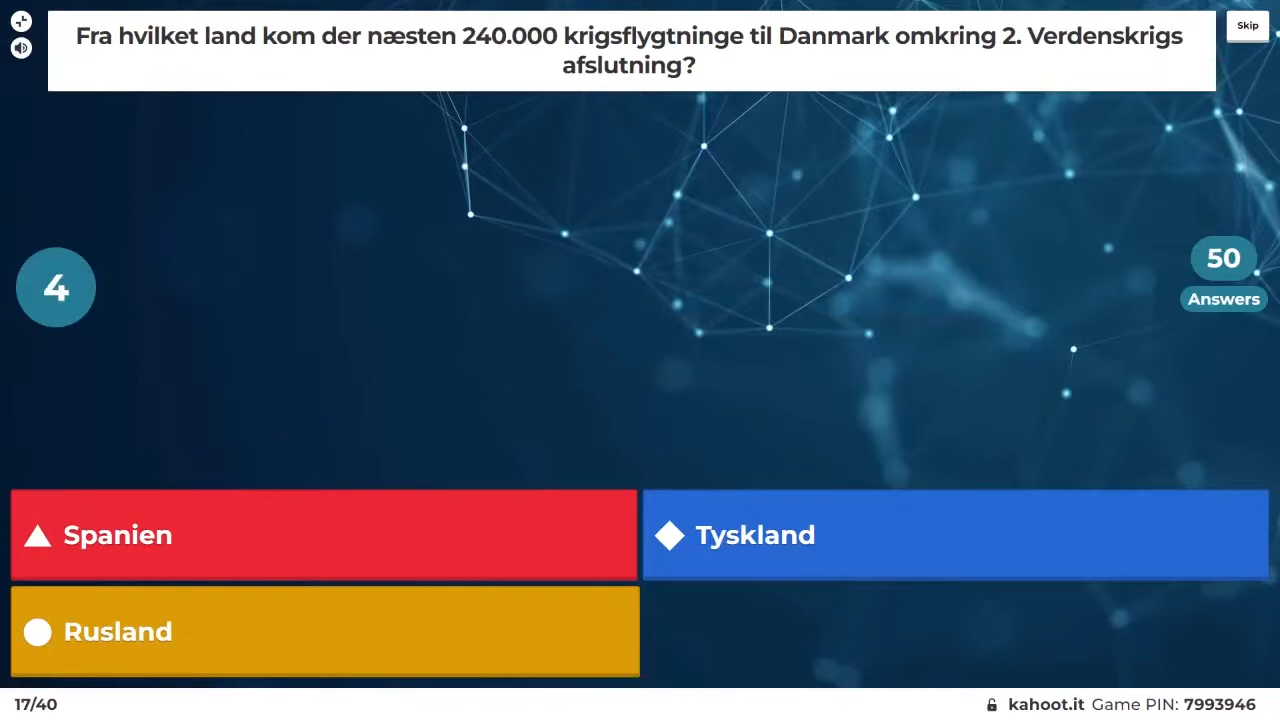 Fra hvilket land kom der næsten 240.000 krigsflygtninge til Danmark omkring 2. Verdenskrigs
afslutning?
Skip
4
50
Answers
Spanien
Tyskland
Rusland
17/40
kahoot.it Game PIN: 7993946